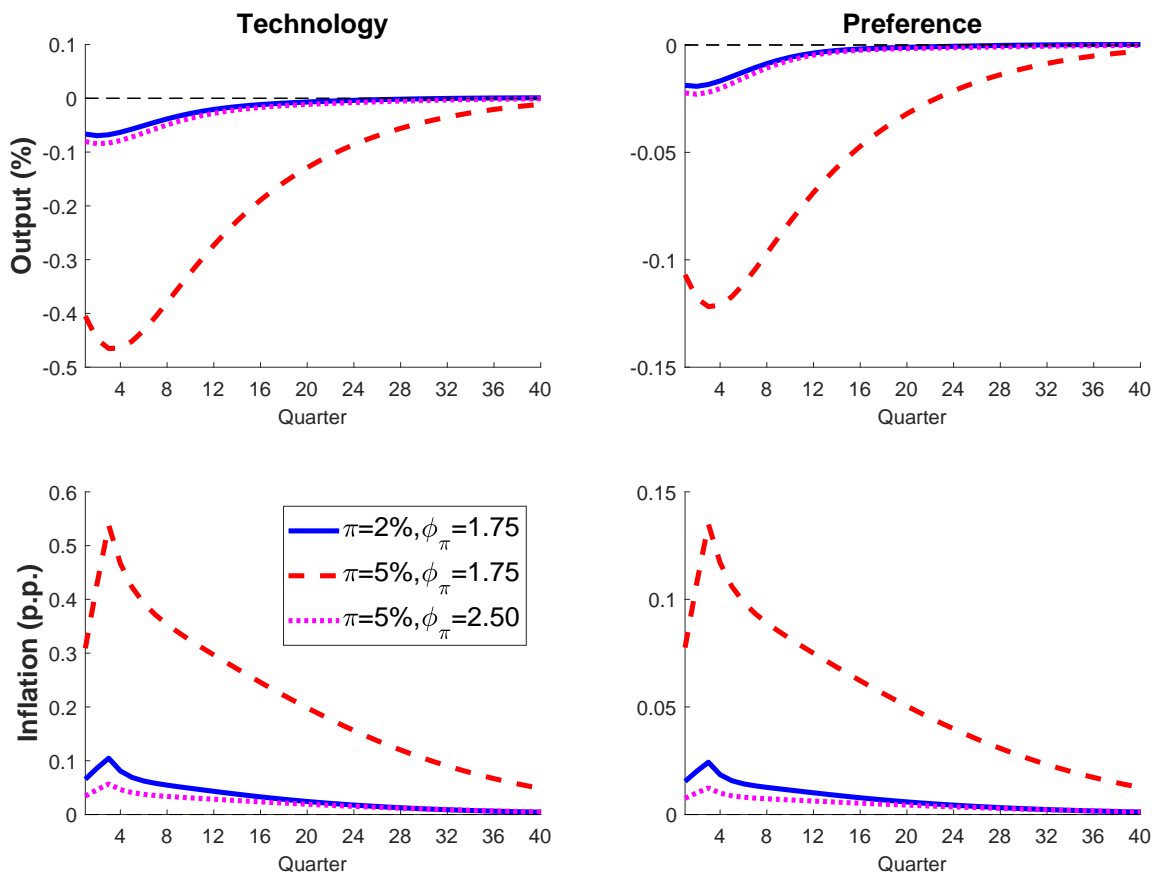 Technology
Output (%)
0.1
0
-0.1
-0.2
-0.3
-0.4
-0.5
4 8 12 16 20 24 28 32 36 40
Quarter
Preference
0
-0.05
-0.1
-0.15
4 8 12 16 20 24 28 32 36 40
Quarter
Inflation (p.p.)
0.6
0.5
0.4
0.3
0.2
0.1
0
π=2%,ϕ_π=1.75
π=5%,ϕ_π=1.75
π=5%,ϕ_π=2.50
4 8 12 16 20 24 28 32 36 40
Quarter
0.15
0.1
0.05
0
4 8 12 16 20 24 28 32 36 40
Quarter